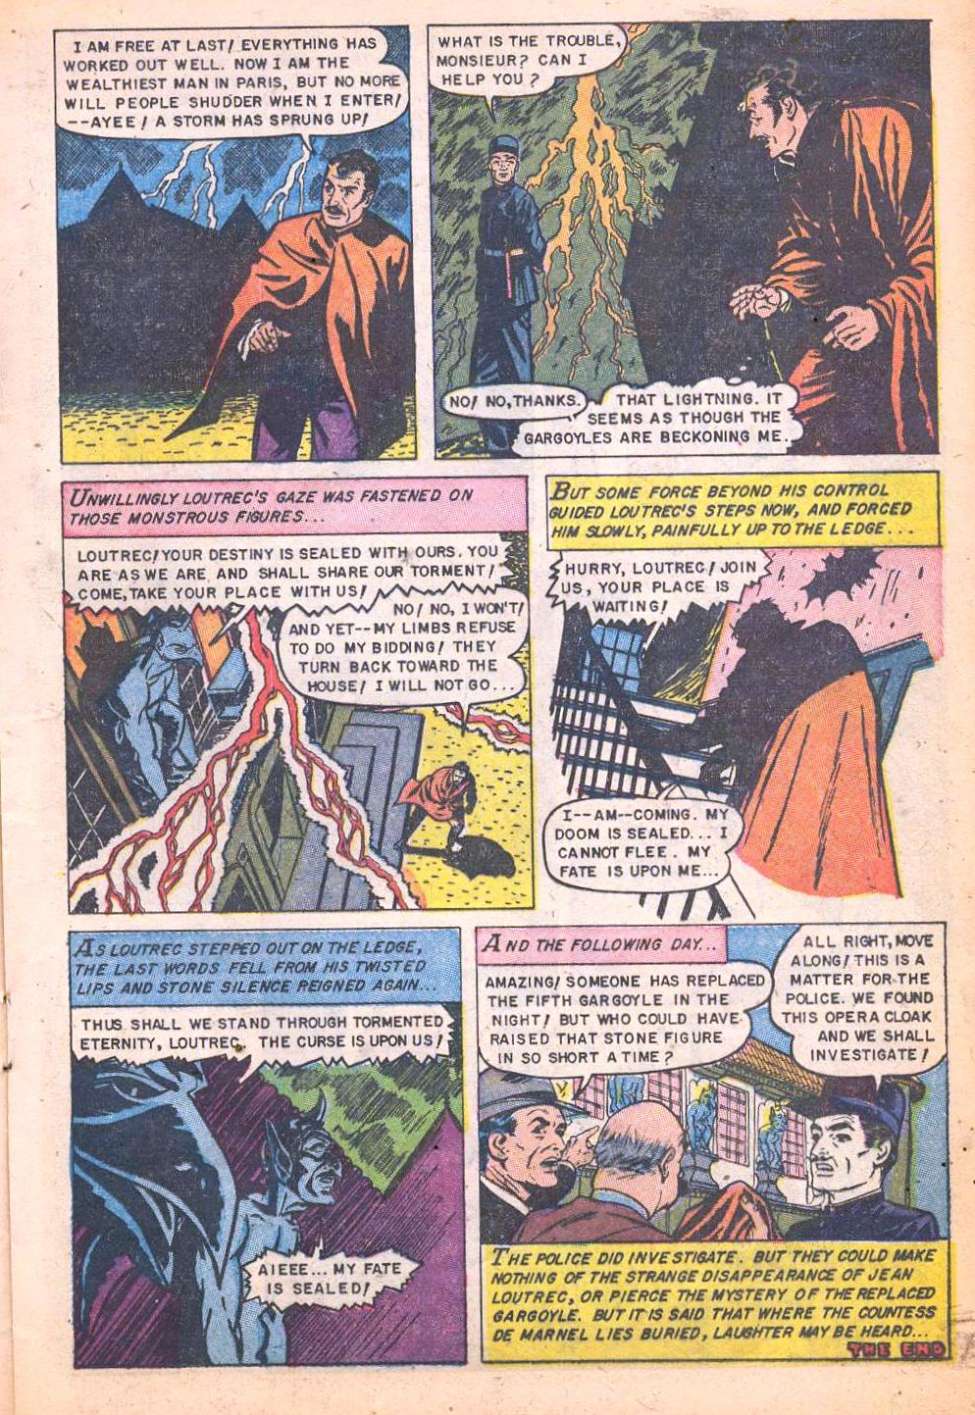 I AM FREE AT LAST! EVERYTHING HAS
WORKED OUT WELL. NOW I AM THE
WEALTHIEST MAN IN PARIS, BUT NO MORE
WILL PEOPLE SHUDDER WHEN I ENTER!
--AYEE! A STORM HAS SPRUNG UP!
WHAT IS THE TROUBLE,
MONSIEUR? CAN I
HELP YOU?
NO! NO, THANKS.
THAT LIGHTNING. IT
SEEMS AS THOUGH THE
GARGOYLES ARE BECKONING ME.
UNWILLINGLY LOUTREC'S GAZE WAS FASTENED ON
THOSE MONSTROUS FIGURES...
LOUTREC! YOUR DESTINY IS SEALED WITH OURS. YOU
ARE AS WE ARE AND SHALL SHARE OUR TORMENT!
COME, TAKE YOUR PLACE WITH US!
NO! NO, I WON'T!
AND YET--MY LIMBS REFUSE
TO DO MY BIDDING! THEY
TURN BACK TOWARD THE
HOUSE! I WILL NOT GO...
BUT SOME FORCE BEYOND HIS CONTROL
GUIDED LOUTREC'S STEPS NOW, AND FORCED
HIM SLOWLY, PAINFULLY UP TO THE LEDGE...
HURRY, LOUTREC! JOIN
US, YOUR PLACE IS
WAITING!
I--AM--COMING. MY
DOOM IS SEALED... I
CANNOT FLEE. MY
FATE IS UPON ME...
AS LOUTREC STEPPED OUT ON THE LEDGE,
THE LAST WORDS FELL FROM HIS TWISTED
LIPS AND STONE SILENCE REIGNED AGAIN...
THUS SHALL WE STAND THROUGH TORMENTED
ETERNITY, LOUTREC. THE CURSE IS UPON US!
AIEEE... MY FATE
IS SEALED!
AND THE FOLLOWING DAY...
AMAZING! SOMEONE HAS REPLACED
THE FIFTH GARGOYLE IN THE
NIGHT! BUT WHO COULD HAVE
RAISED THAT STONE FIGURE
IN SO SHORT A TIME?
ALL RIGHT, MOVE
ALONG! THIS IS A
MATTER FOR THE
POLICE. WE FOUND
THIS OPERA CLOAK
AND WE SHALL
INVESTIGATE!
THE POLICE DID INVESTIGATE. BUT THEY COULD MAKE
NOTHING OF THE STRANGE DISAPPEARANCE OF JEAN
LOUTREC, OR PIERCE THE MYSTERY OF THE REPLACED
GARGOYLE. BUT IT IS SAID THAT WHERE THE COUNTESS
DE MARNEL LIES BURIED, LAUGHTER MAY BE HEARD...
THE END